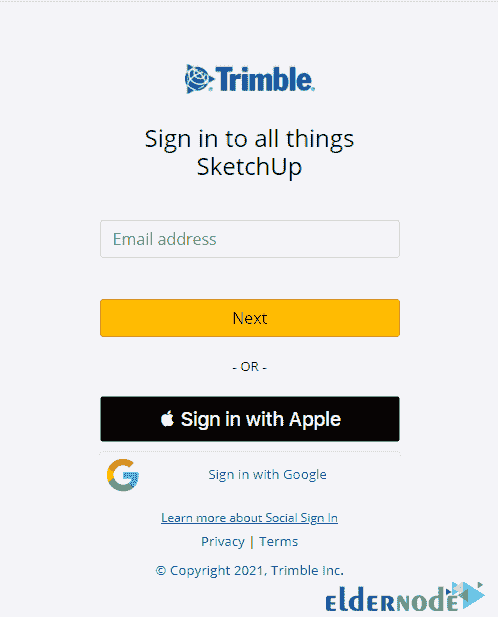 Trimble
Sign in to all things
SketchUp
Email address
Next
- OR -
Sign in with Apple
Sign in with Google
Learn more about Social Sign In
Privacy | Terms
© Copyright 2021, Trimble Inc.
ELDERNODE